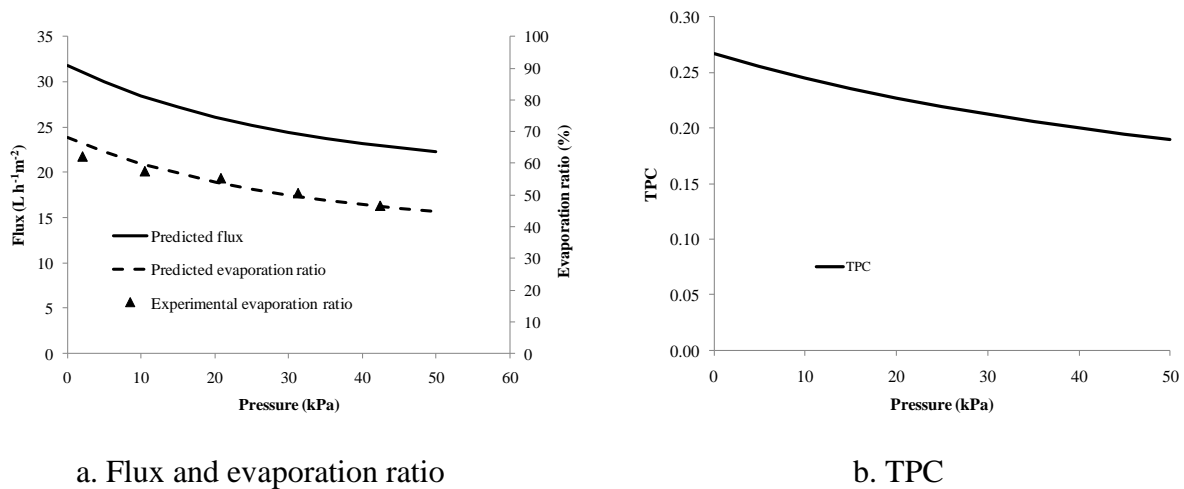 35
30
25
20
15
10
5
0
Flux (L h-1m-2)
100
90
80
70
60
50
40
30
20
10
0
Evaporation ratio (%)
Predicted flux
Predicted evaporation ratio
Experimental evaporation ratio
0 10 20 30 40 50 60
Pressure (kPa)
a. Flux and evaporation ratio
0.30
0.25
0.20
0.15
0.10
0.05
0.00
TPC
TPC
0 10 20 30 40 50
Pressure (kPa)
b. TPC